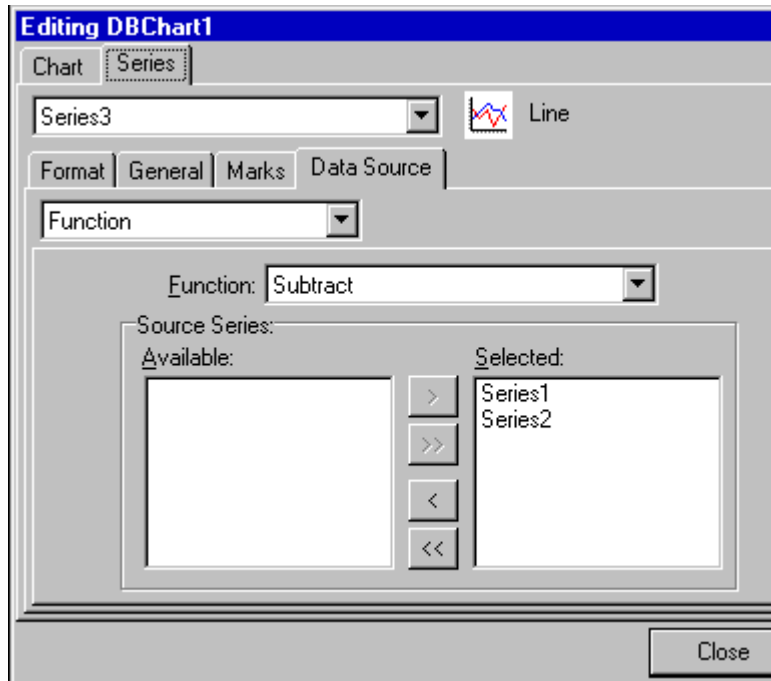 Editing DBChart1
Chart Series
Series3 Line
Format General Marks Data Source
Function
Function: Subtract
Source Series:
Available: Selected:
> Series1
Series2
>>
<
<<
Close